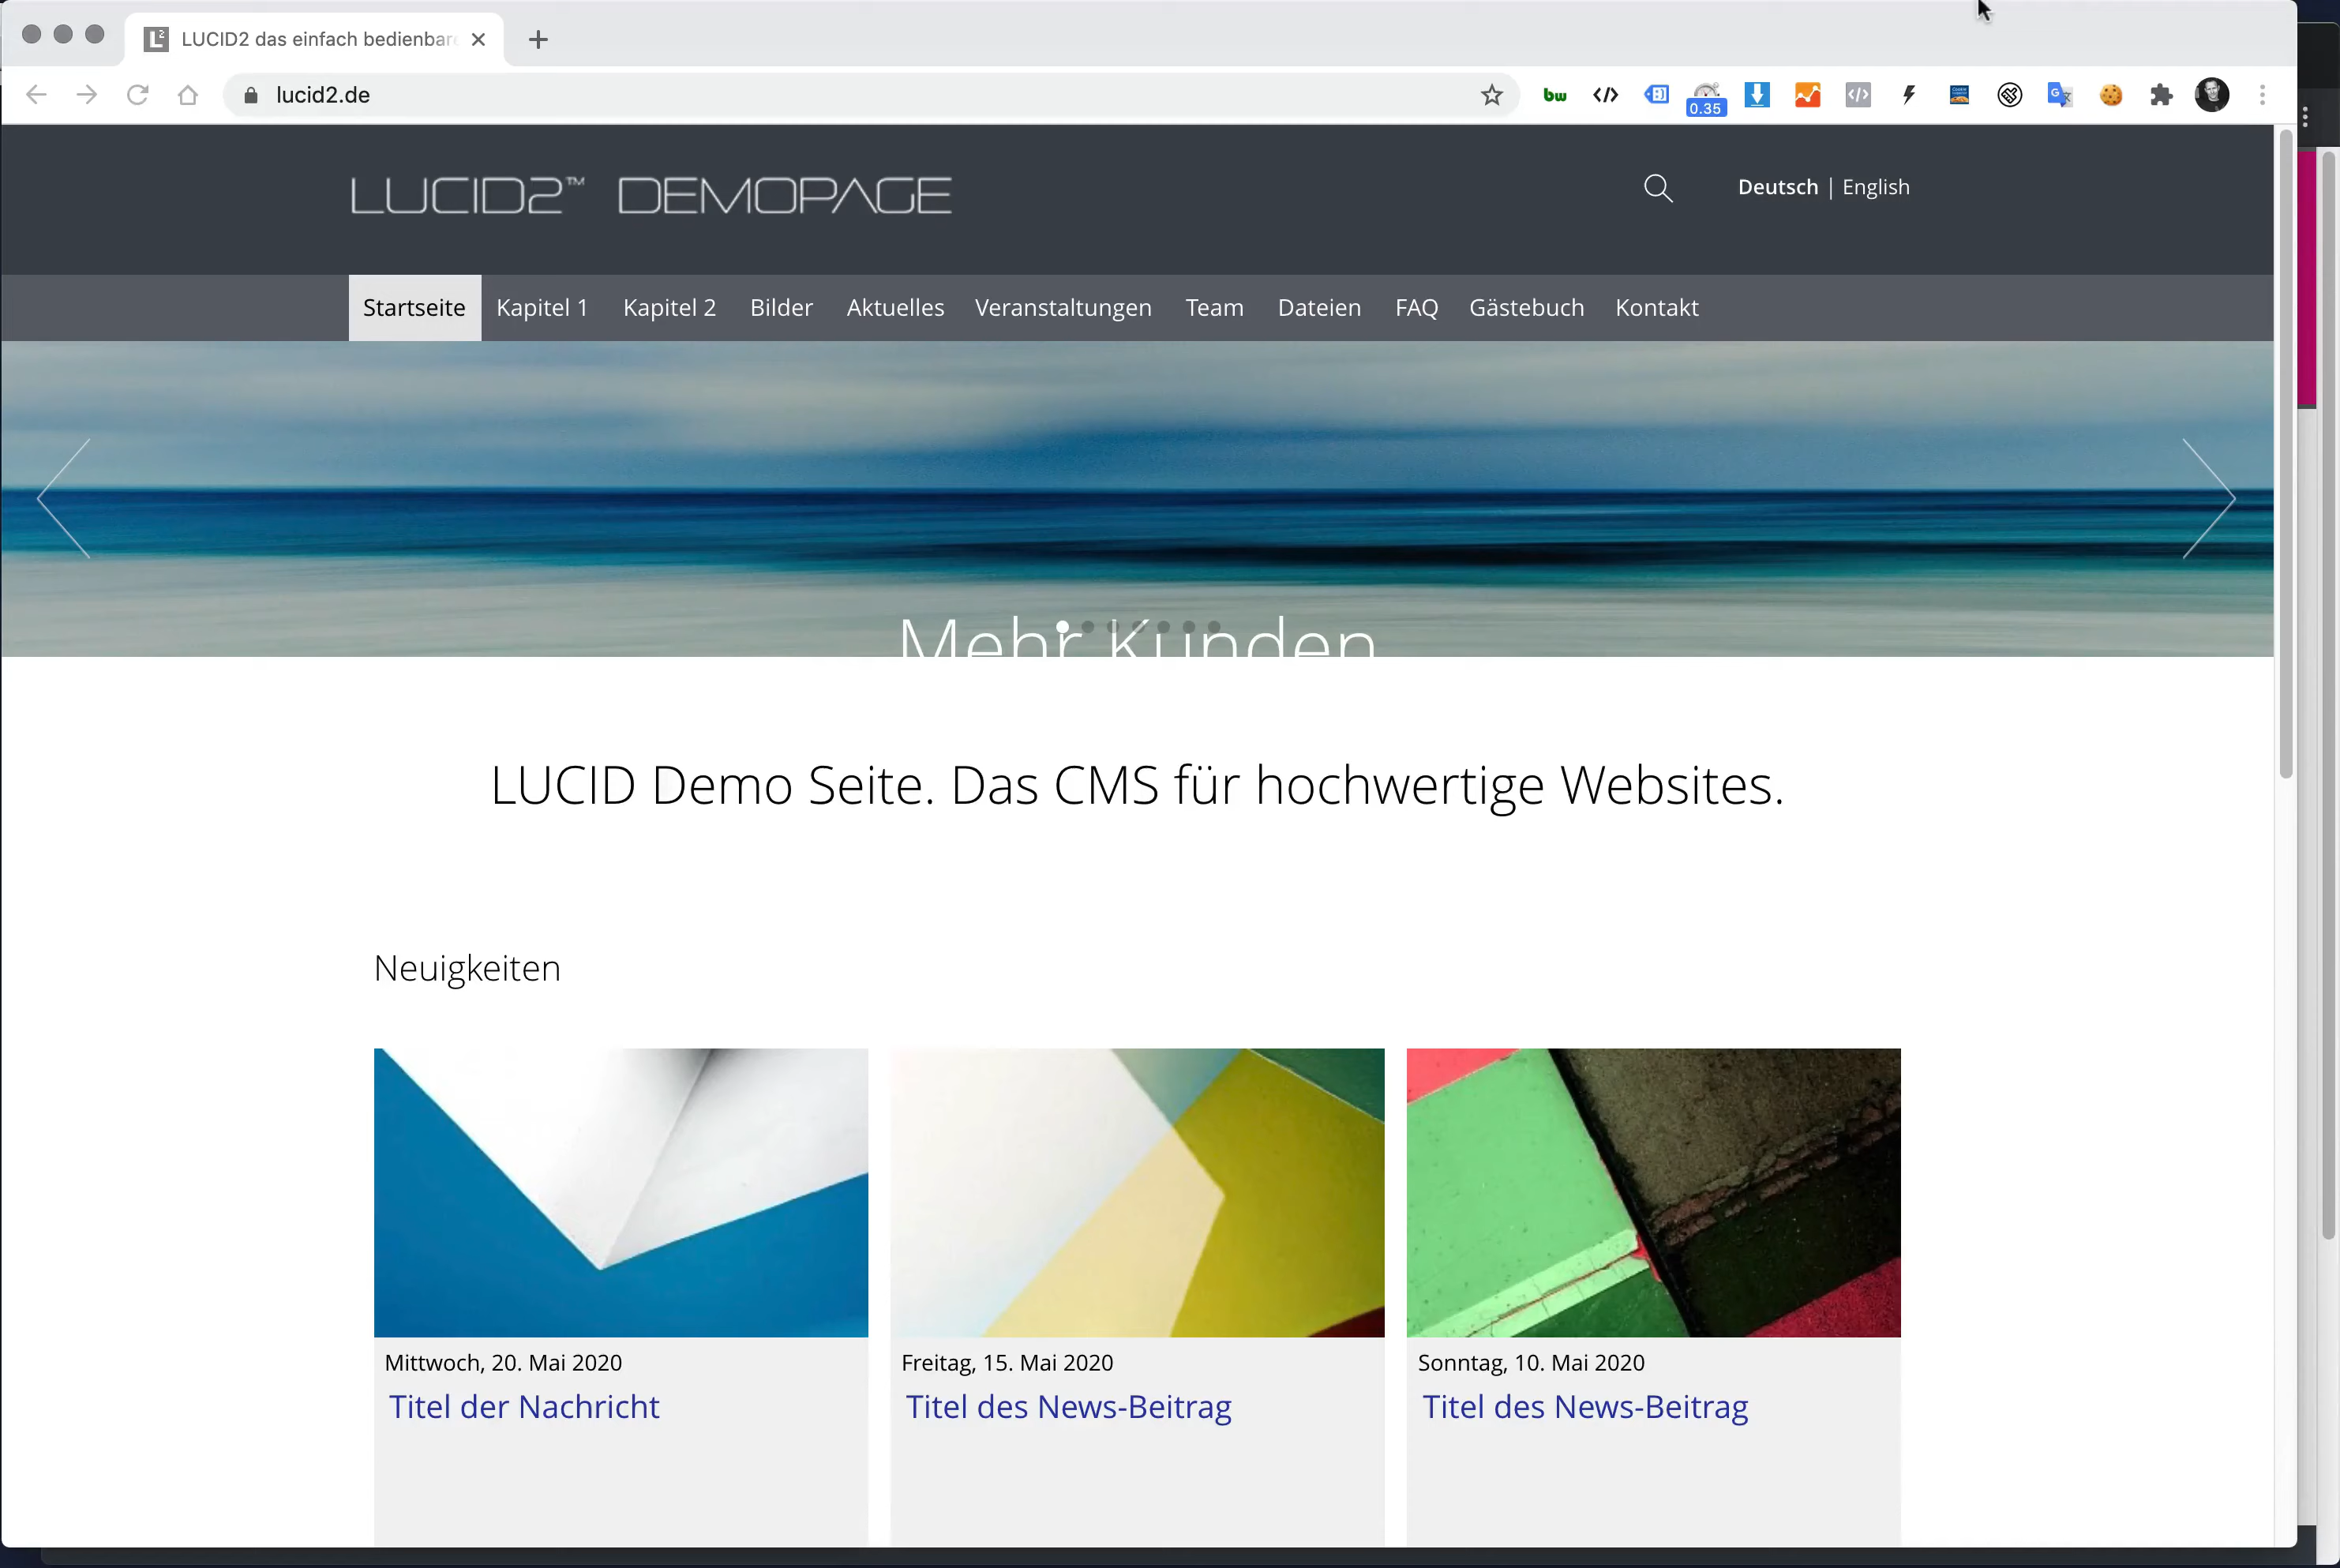 LUCID2 das einfach bedienbar
lucid2.de
bw
0.35
LUCID2™ DEMOPAGE
Deutsch | English
Startseite Kapitel 1 Kapitel 2 Bilder Aktuelles Veranstaltungen Team Dateien FAQ Gästebuch Kontakt
Mehr Kunden
LUCID Demo Seite. Das CMS für hochwertige Websites.
Neuigkeiten
Mittwoch, 20. Mai 2020
Titel der Nachricht
Freitag, 15. Mai 2020
Titel des News-Beitrag
Sonntag, 10. Mai 2020
Titel des News-Beitrag